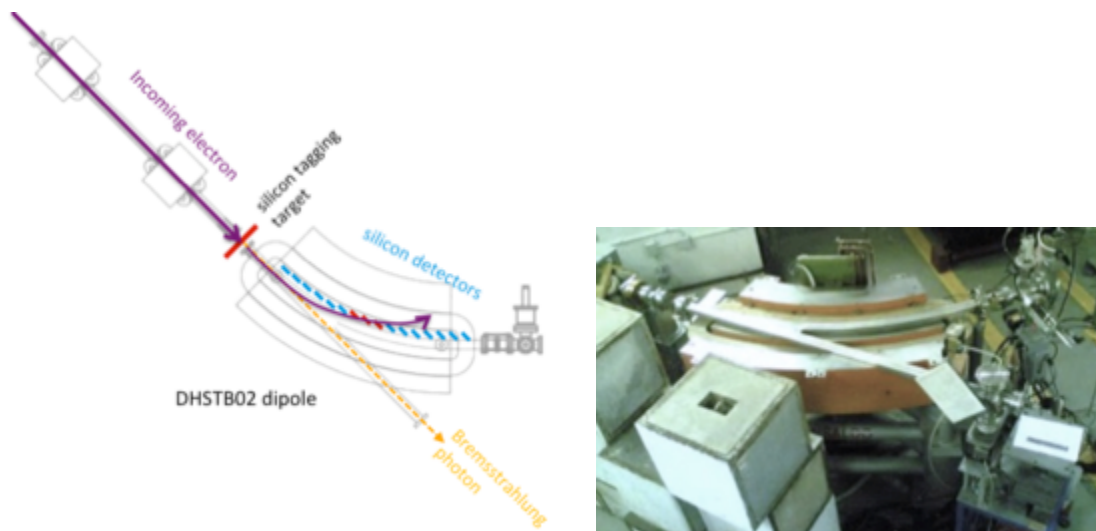 Incoming electron
silicon tagging
target
silicon detectors
DHSTB02 dipole
Bremsstrahlung
photon